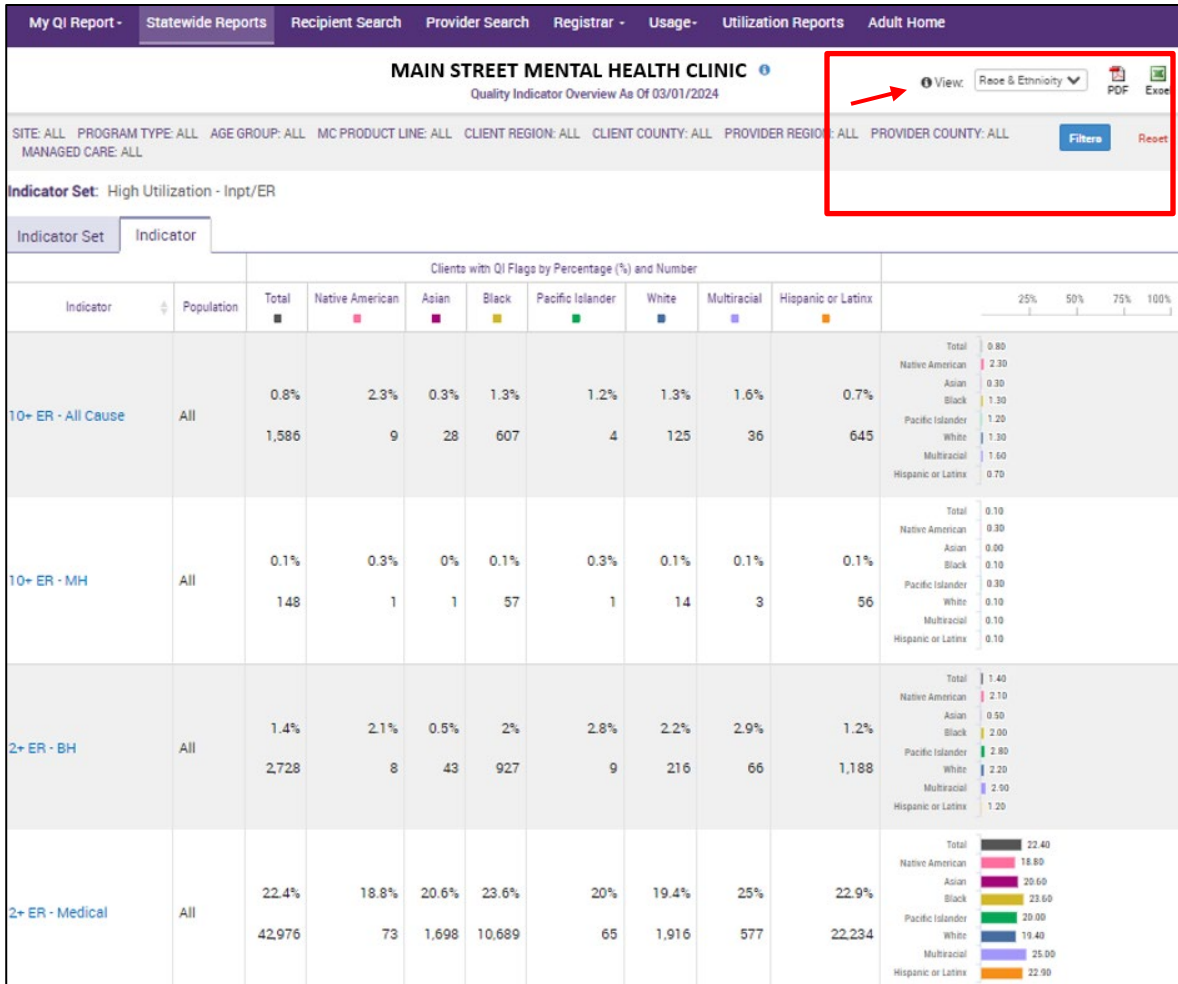 My QI Report - Statewide Reports Recipient Search Provider Search Registrar - Usage- Utilization Reports Adult Home
MAIN STREET MENTAL HEALTH CLINIC
Quality Indicator Overview As Of 03/01/2024
View: Race & Ethnicity PDF Excel
SITE: ALL PROGRAM TYPE: ALL AGE GROUP: ALL MC PRODUCT LINE: ALL CLIENT REGION: ALL CLIENT COUNTY: ALL PROVIDER REGION: ALL PROVIDER COUNTY: ALL
MANAGED CARE: ALL
Filters Reset
Indicator Set: High Utilization - Inpt/ER
Indicator Set Indicator
Clients with QI Flags by Percentage (%) and Number
Indicator Population Total Native American Asian Black Pacific Islander White Multiracial Hispanic or Latinx 25% 50% 75% 100%
10+ ER - All Cause All
0.8% 2.3% 0.3% 1.3% 1.2% 1.3% 1.6% 0.7%
1,586 9 28 607 4 125 36 645
Total 0.80
Native American 2.30
Asian 0.30
Black 1.30
Pacific Islander 1.20
White 1.30
Multiracial 1.60
Hispanic or Latinx 0.70
10+ ER - MH All
0.1% 0.3% 0% 0.1% 0.3% 0.1% 0.1% 0.1%
148 1 1 57 1 14 3 56
Total 0.10
Native American 0.30
Asian 0.00
Black 0.10
Pacific Islander 0.30
White 0.10
Multiracial 0.10
Hispanic or Latinx 0.10
2+ ER - BH All
1.4% 2.1% 0.5% 2% 2.8% 2.2% 2.9% 1.2%
2,728 8 43 927 9 216 66 1,188
Total 1.40
Native American 2.10
Asian 0.50
Black 2.00
Pacific Islander 2.80
White 2.20
Multiracial 2.90
Hispanic or Latinx 1.20
2+ ER - Medical All
22.4% 18.8% 20.6% 23.6% 20% 19.4% 25% 22.9%
42,976 73 1,698 10,689 65 1,916 577 22,234
Total 22.40
Native American 18.80
Asian 20.60
Black 23.60
Pacific Islander 20.00
White 19.40
Multiracial 25.00
Hispanic or Latinx 22.90